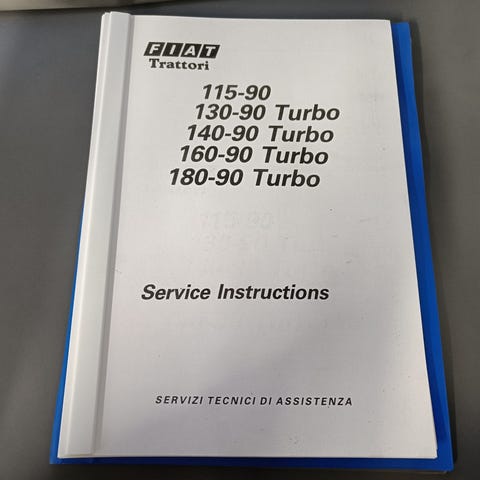 FIAT
Trattori
115-90
130-90 Turbo
140-90 Turbo
160-90 Turbo
180-90 Turbo
Service Instructions
SERVIZI TECNICI DI ASSISTENZA